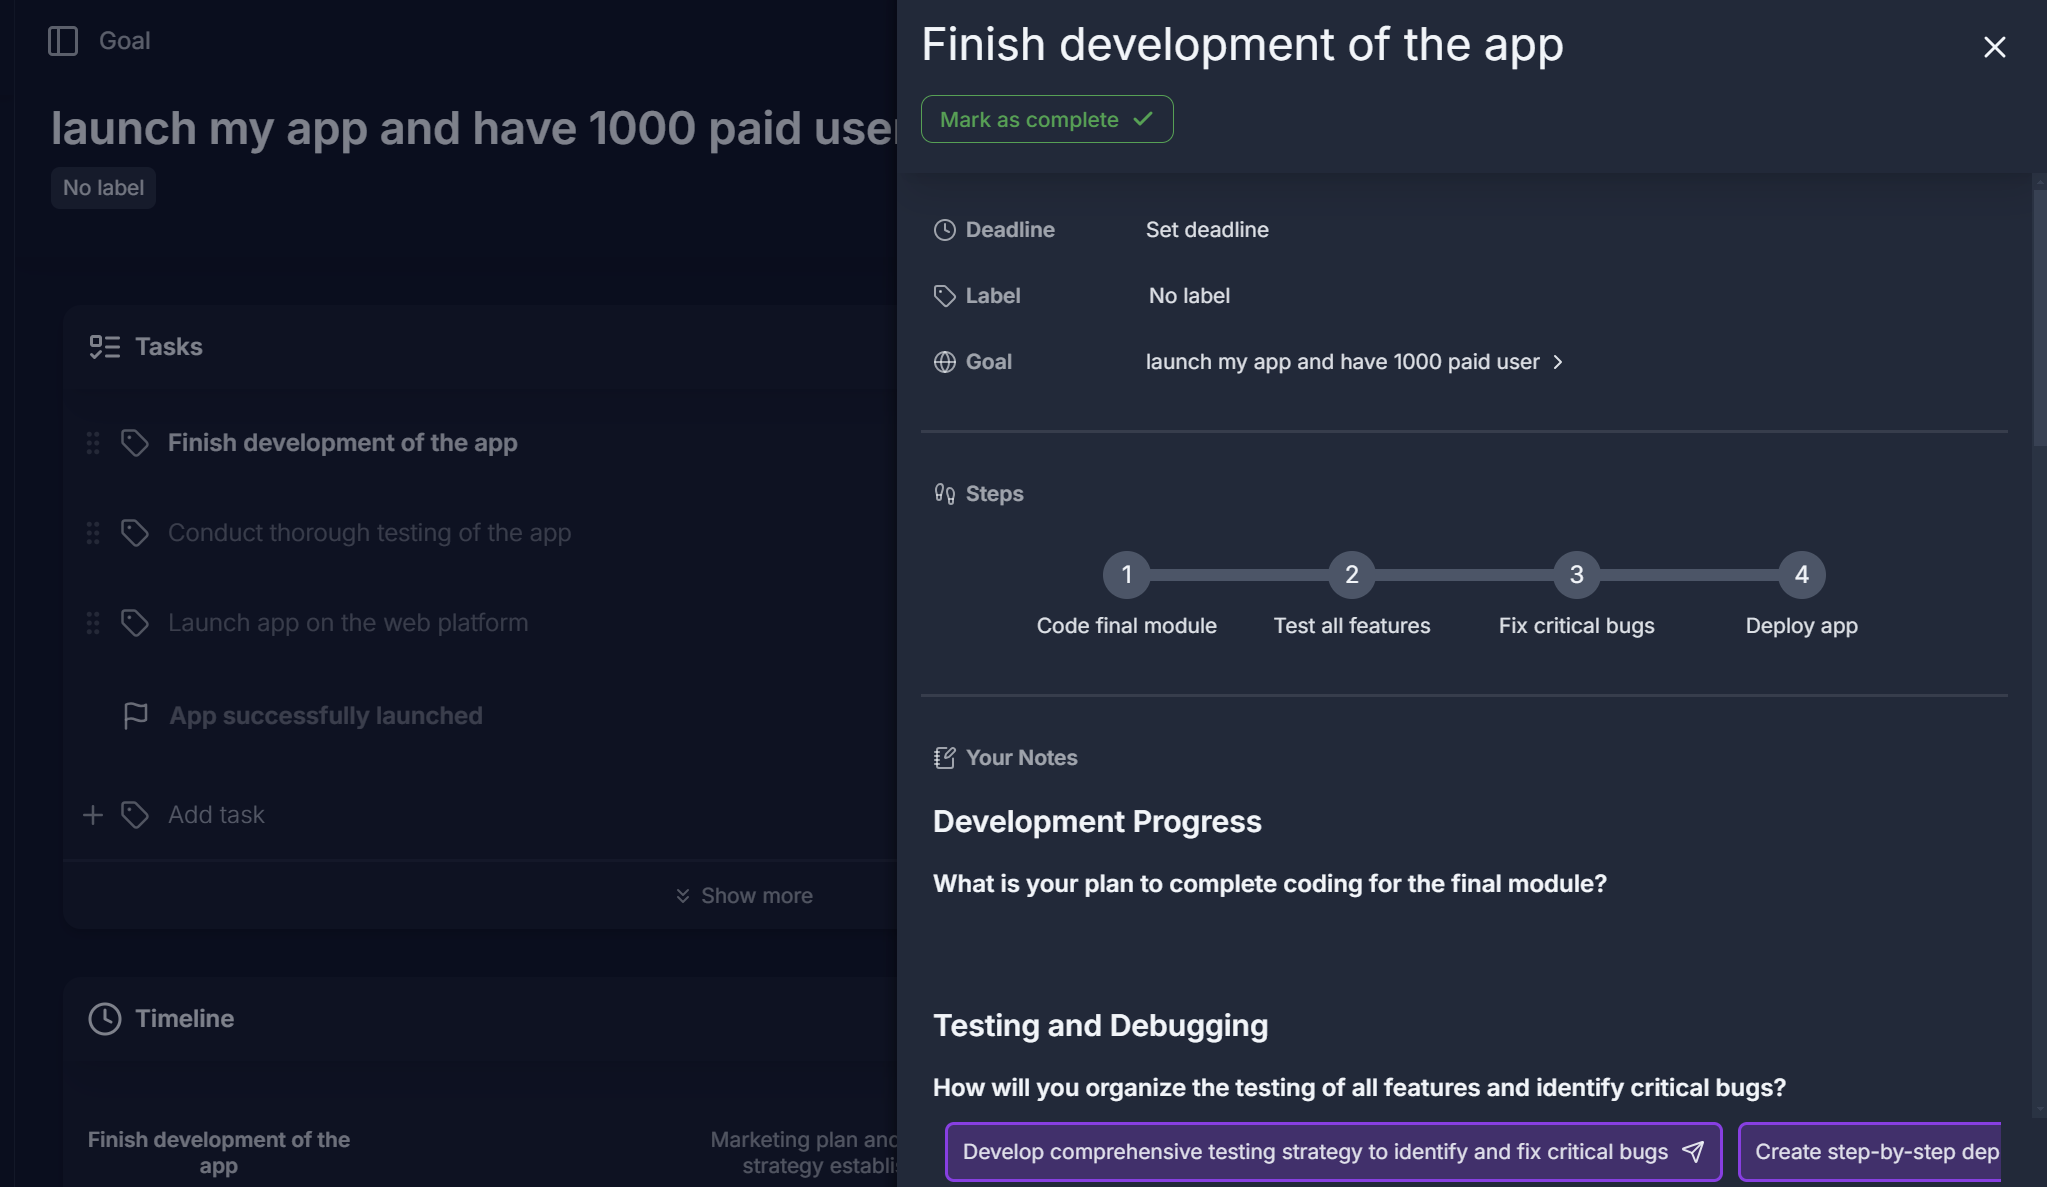 Goal
launch my app and have 1000 paid user
No label
Tasks
Finish development of the app
Conduct thorough testing of the app
Launch app on the web platform
App successfully launched
Add task
Show more
Timeline
Finish development of the
app
Marketing plan and
strategy
Finish development of the app
Mark as complete
Deadline
Set deadline
Label
No label
Goal
launch my app and have 1000 paid user
Steps
1
2
3
4
Code final module
Test all features
Fix critical bugs
Deploy app
Your Notes
Development Progress
What is your plan to complete coding for the final module?
Testing and Debugging
How will you organize the testing of all features and identify critical bugs?
Develop comprehensive testing strategy to identify and fix critical bugs
Create step-by-step dep